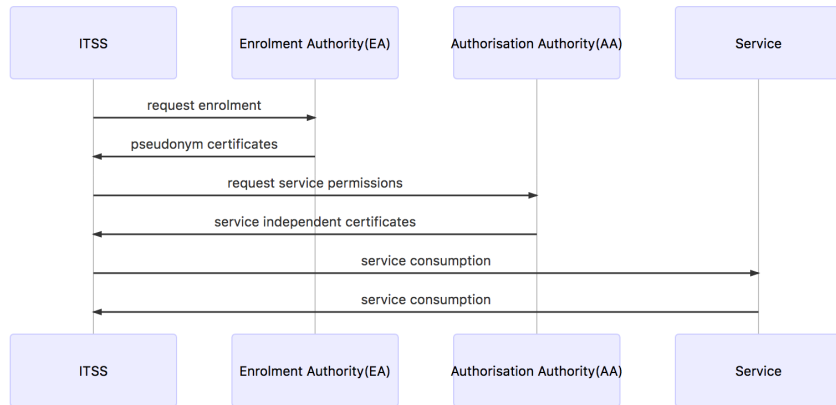 ITSS
Enrolment Authority(EA)
Authorisation Authority(AA)
Service
request enrolment
pseudonym certificates
request service permissions
service independent certificates
service consumption
service consumption
ITSS
Enrolment Authority(EA)
Authorisation Authority(AA)
Service